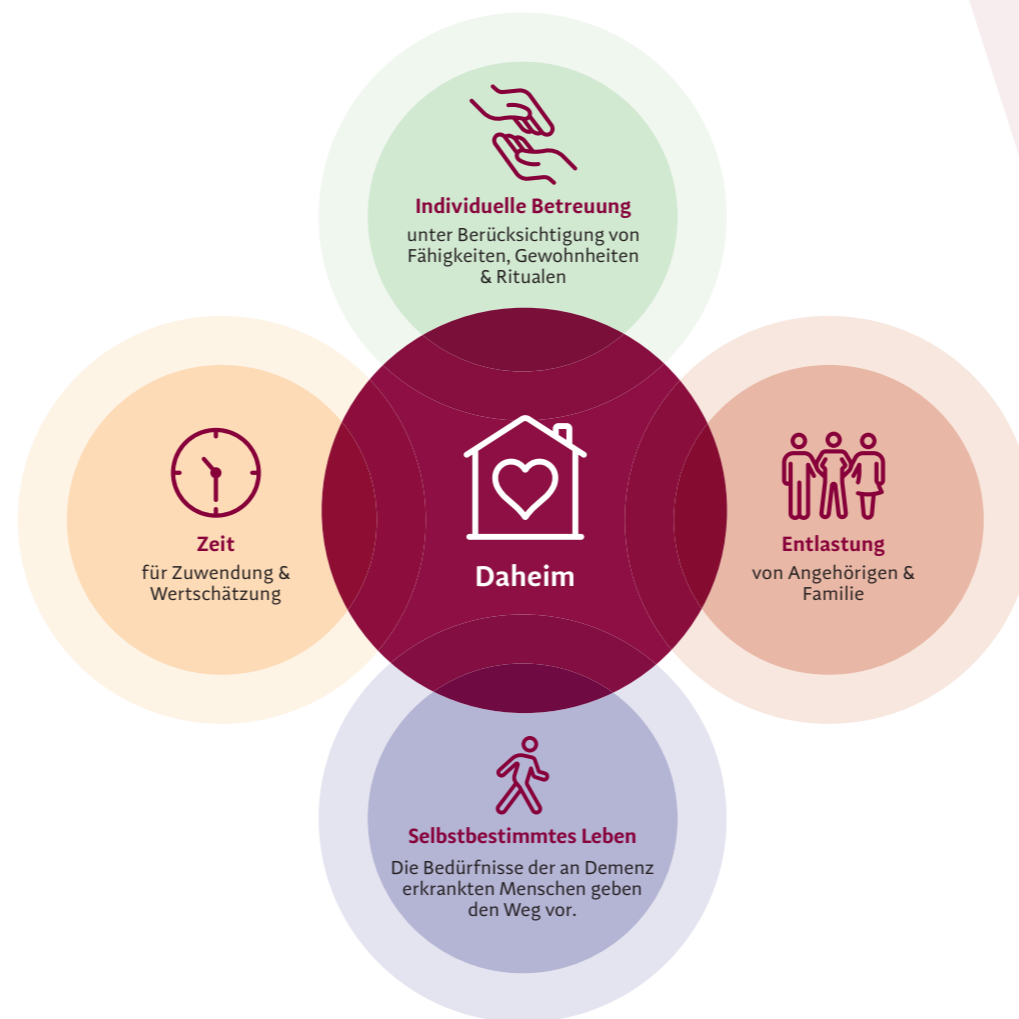 Individuelle Betreuung
unter Berücksichtigung von
Fähigkeiten, Gewohnheiten
& Ritualen
Zeit
für Zuwendung &
Wertschätzung
Daheim
Entlastung
von Angehörigen &
Familie
Selbstbestimmtes Leben
Die Bedürfnisse der an Demenz
erkrankten Menschen geben
den Weg vor.